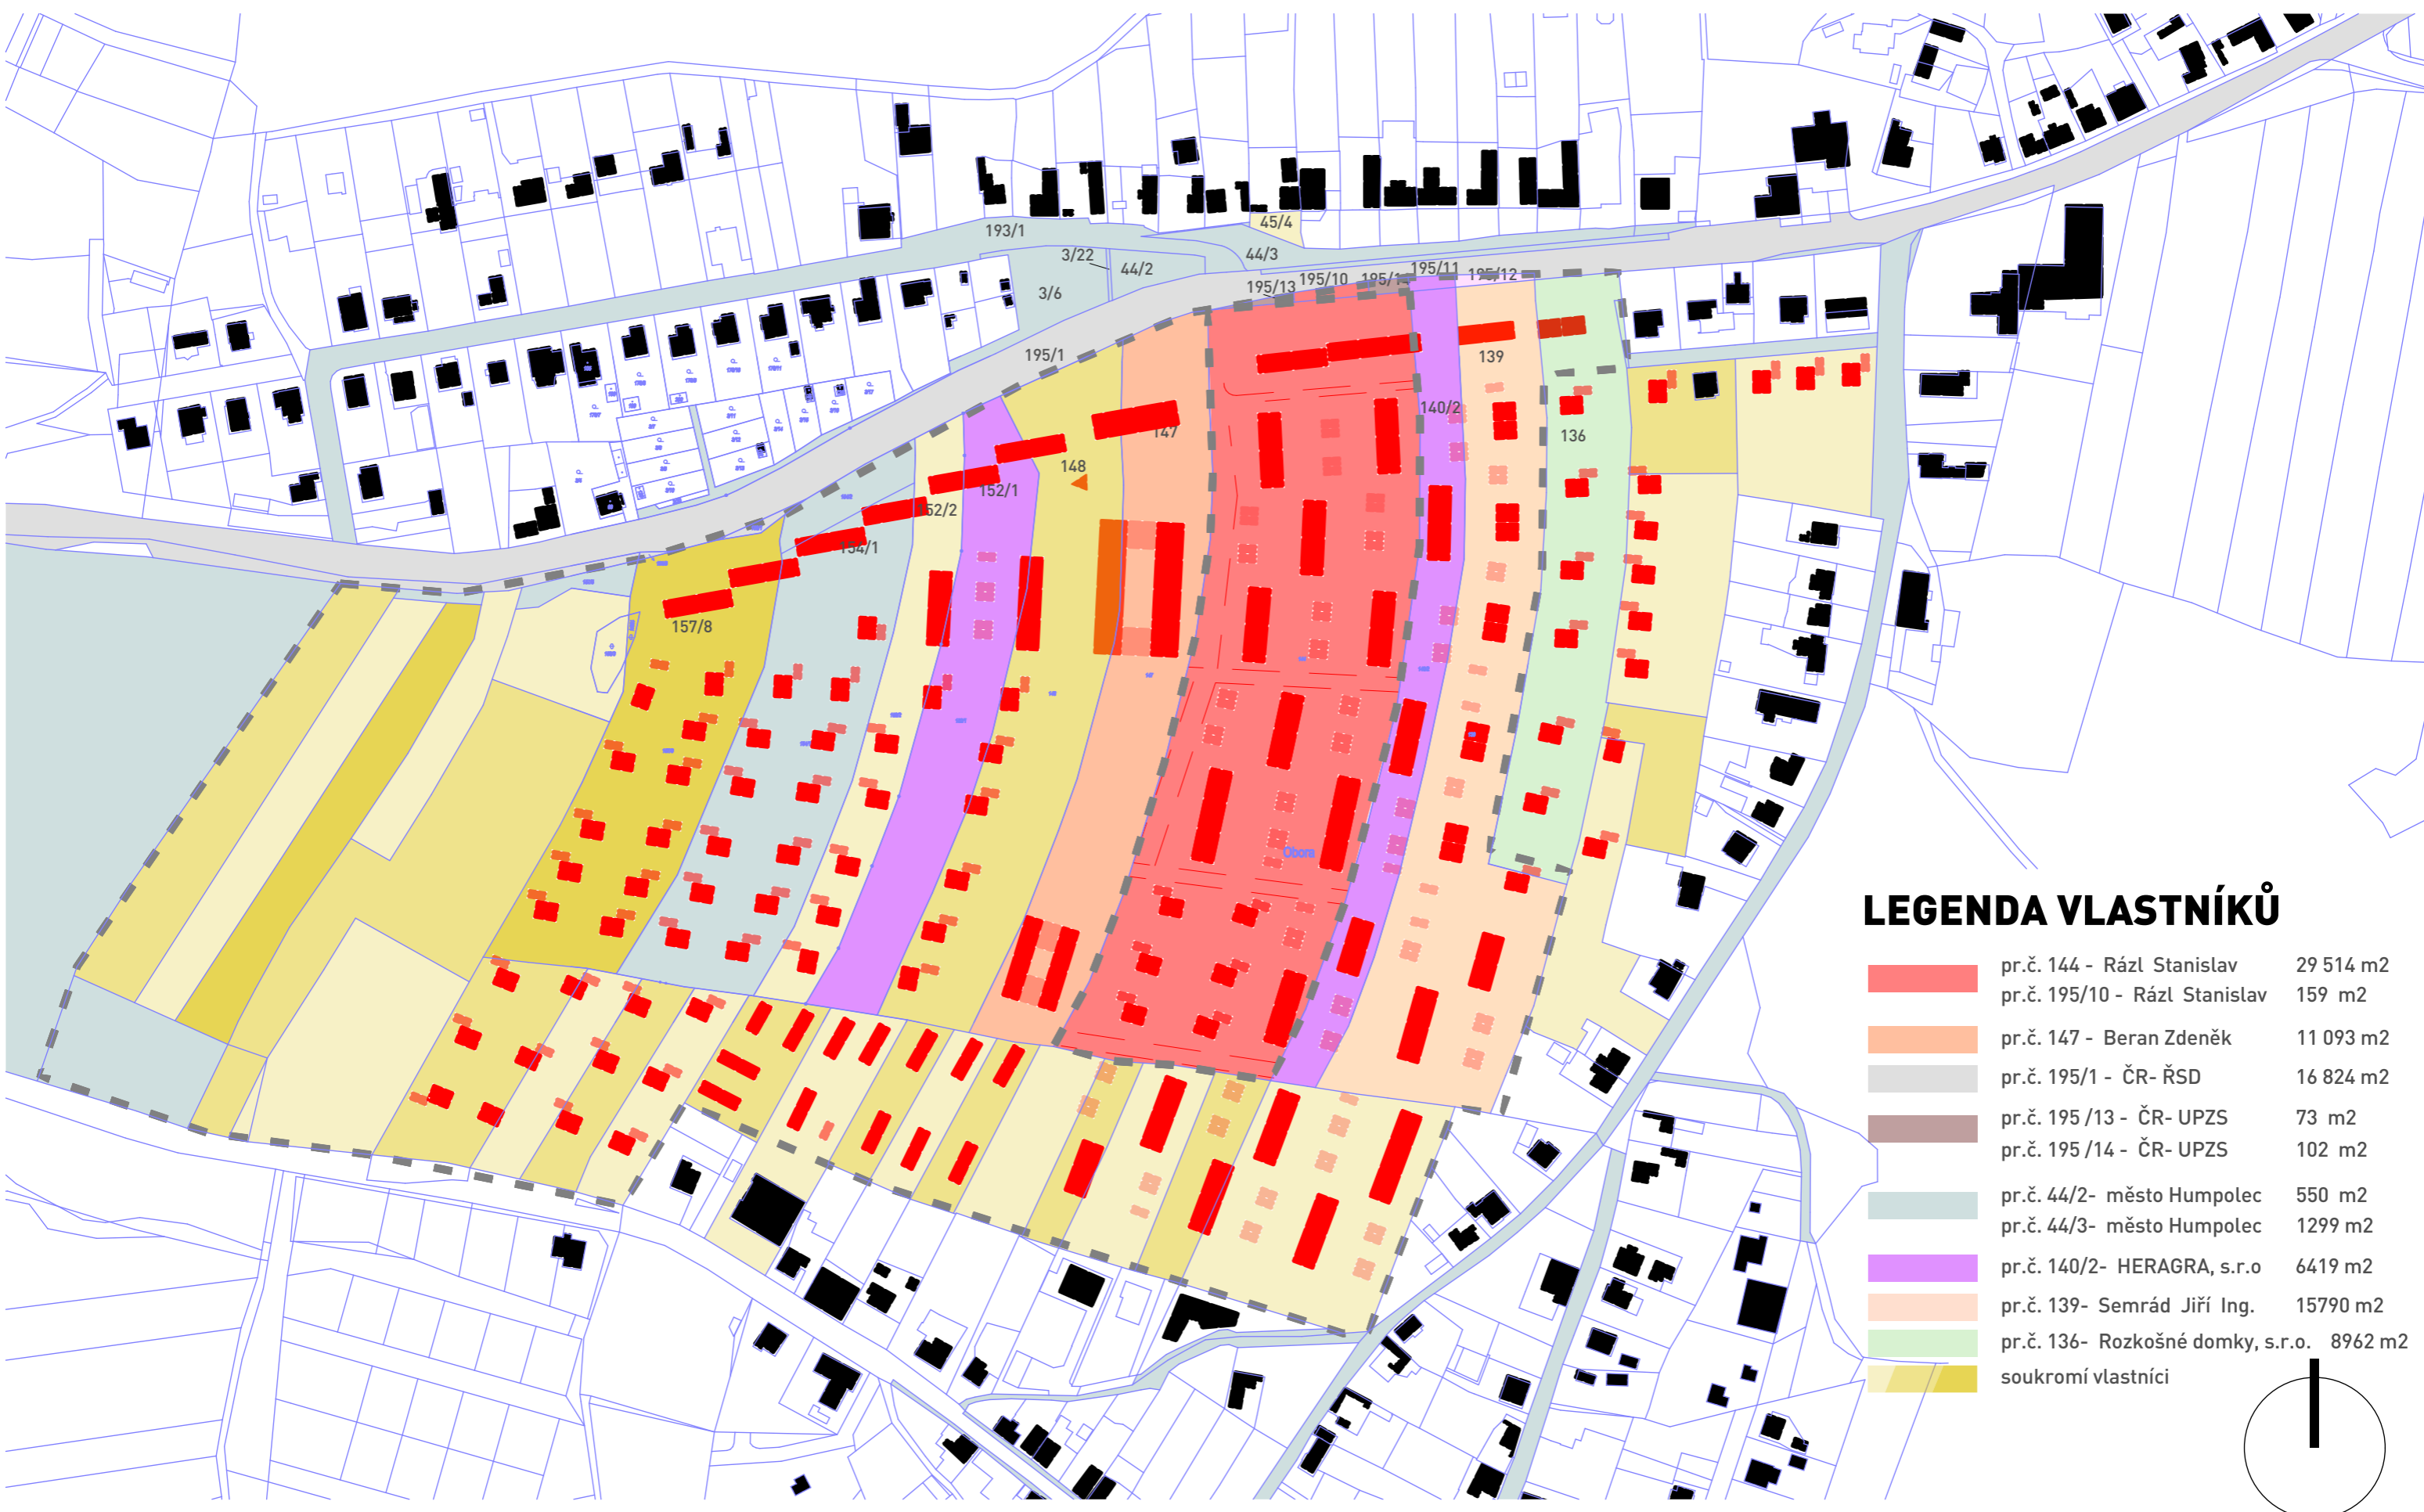 45/4
193/1
3/22
44/2
44/3
3/6
195/13
195/10
195/14
195/11
195/12
195/1
139
140/2
136
147
148
152/1
152/2
154/1
157/8
Obora
LEGENDA VLASTNÍKŮ
pr.č. 144 - Rázl Stanislav 29 514 m2
pr.č. 195/10 - Rázl Stanislav 159 m2
pr.č. 147 - Beran Zdeněk 11 093 m2
pr.č. 195/1 - ČR- ŘSD 16 824 m2
pr.č. 195 /13 - ČR- UPZS 73 m2
pr.č. 195 /14 - ČR- UPZS 102 m2
pr.č. 44/2- město Humpolec 550 m2
pr.č. 44/3- město Humpolec 1299 m2
pr.č. 140/2- HERAGRA, s.r.o 6419 m2
pr.č. 139- Semrád Jiří Ing. 15790 m2
pr.č. 136- Rozkošné domky, s.r.o. 8962 m2
soukromí vlastníci